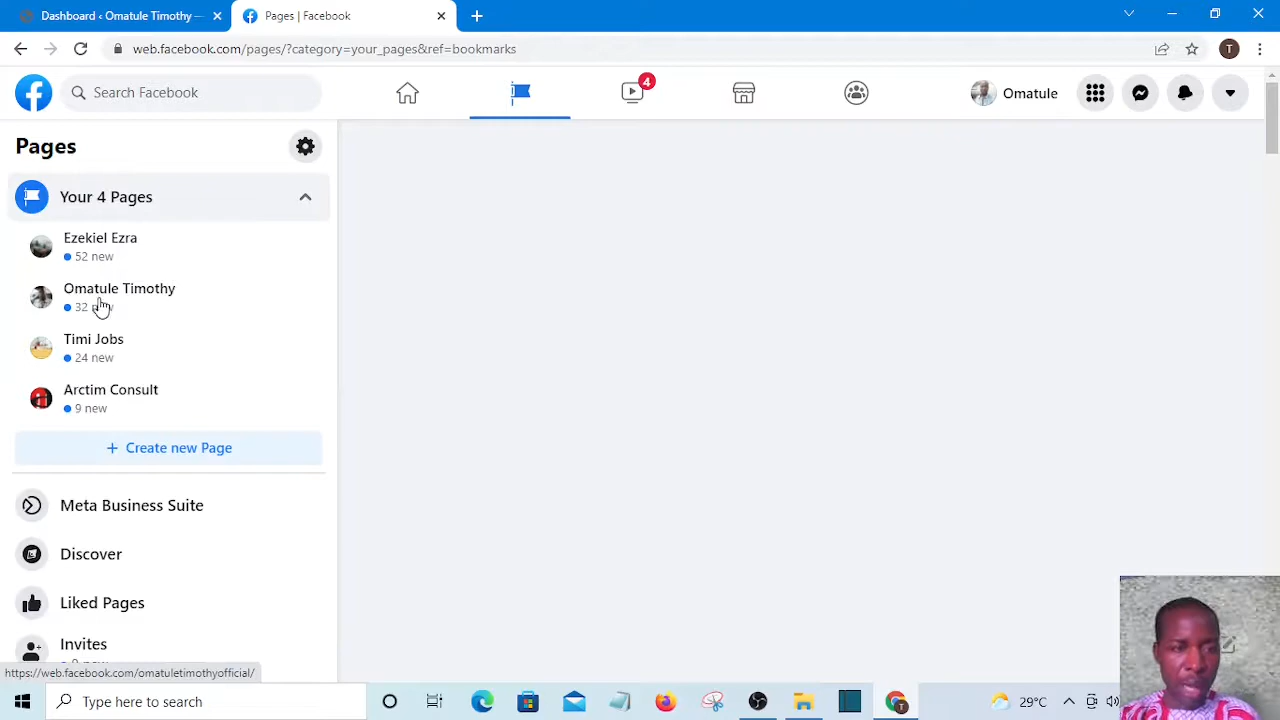 Dashboard ‹ Omatule Timothy —
Pages | Facebook
web.facebook.com/pages/?category=your_pages&ref=bookmarks
T
Search Facebook
4
Omatule
Pages
Your 4 Pages
Ezekiel Ezra
52 new
Omatule Timothy
32
Timi Jobs
24 new
Arctim Consult
9 new
+ Create new Page
Meta Business Suite
Discover
Liked Pages
Invites
https://web.facebook.com/omatuletimothyofficial/
Type here to search
29°C